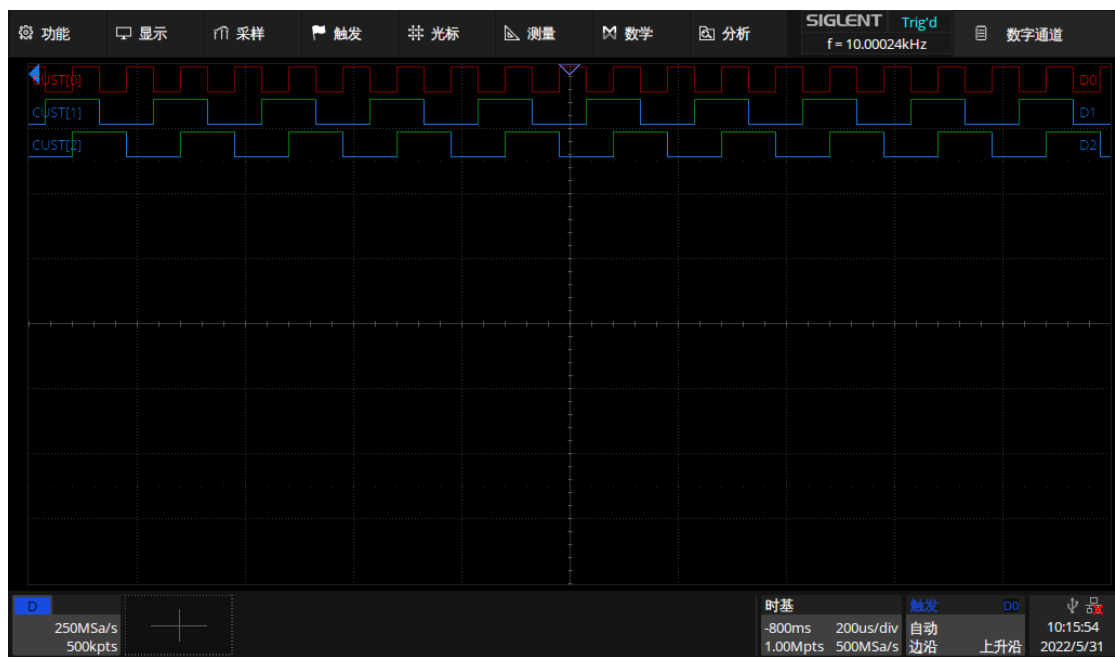 功能 显示 采样 触发 光标 测量 数学 分析 SIGLENT Trig'd f = 10.00024kHz 数字通道
CUST[0] D0
CUST[1] D1
CUST[2] D2
D
250MSa/s
500kpts
时基
-800ms 200us/div
1.00Mpts 500MSa/s
触发 D0
自动
边沿 上升沿
10:15:54
2022/5/31